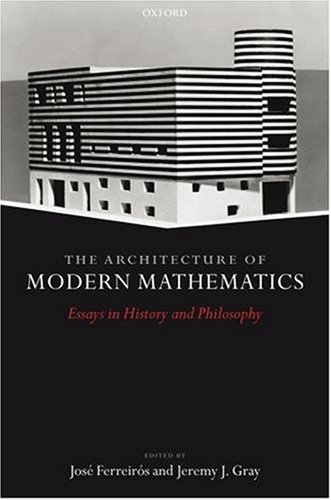 OXFORD
THE ARCHITECTURE OF
MODERN MATHEMATICS
Essays in History and Philosophy
EDITED BY
José Ferreirós and Jeremy J. Gray